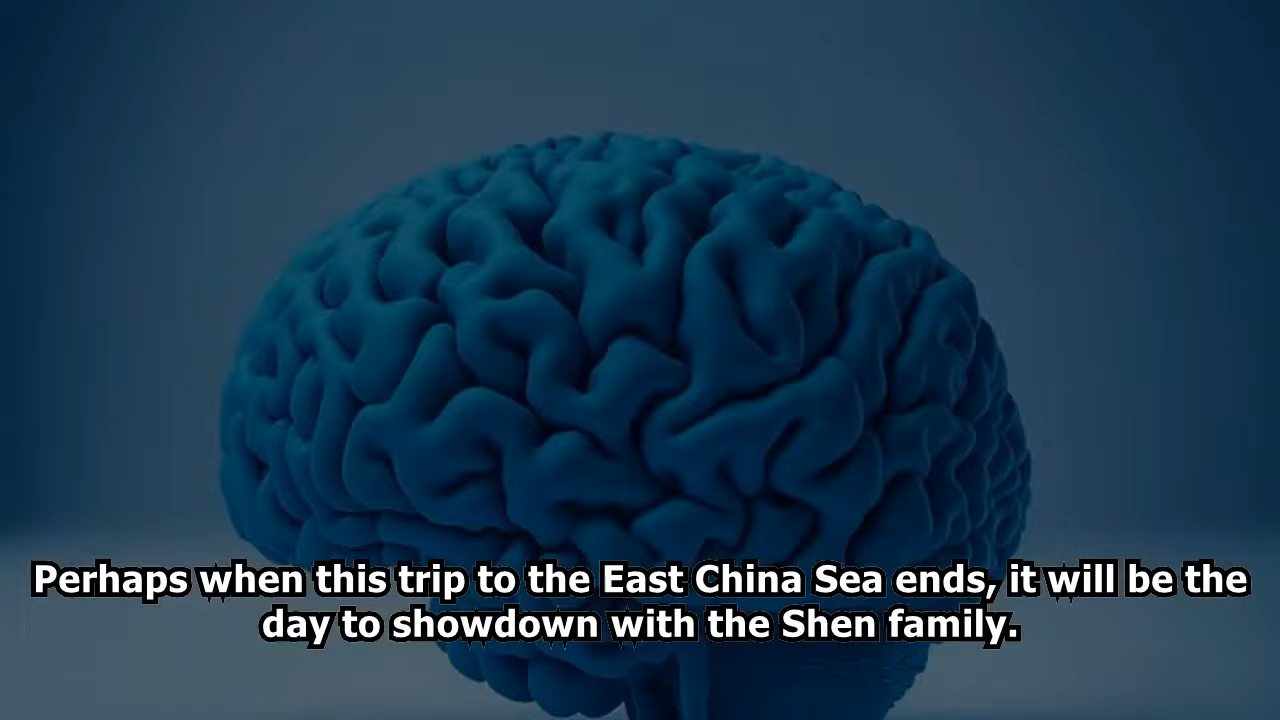 Perhaps when this trip to the East China Sea ends, it will be the
day to showdown with the Shen family.